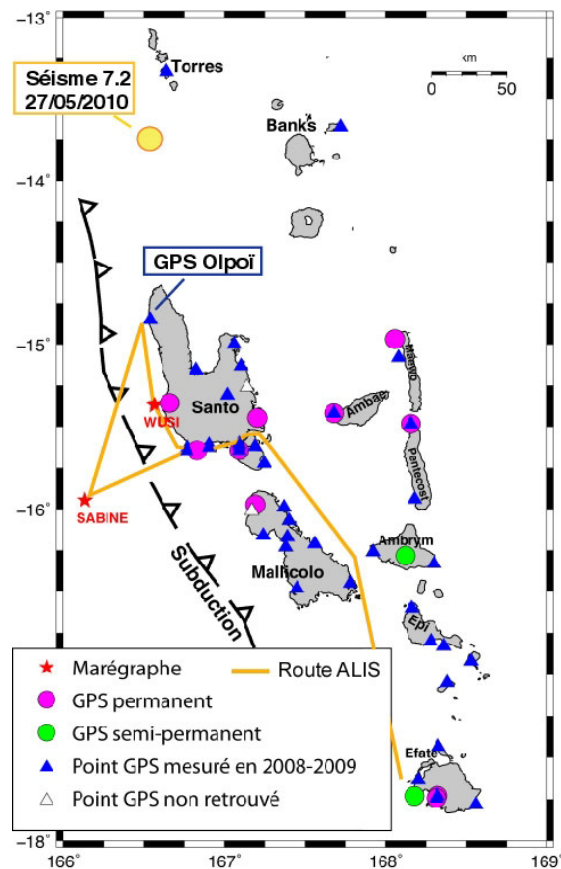 -13
Torres
km
0 50
Séisme 7.2
27/05/2010
Banks
-14
GPS Olpoï
-15
Maewo
Santo
Ambae
WUSI
Pantecost
-16
SABINE
Ambrym
Mallicolo
Subduction
Epi
Marégraphe
Route ALIS
GPS permanent
GPS semi-permanent
Point GPS mesuré en 2008-2009
Point GPS non retrouvé
Efate
-18
166 167 168 169